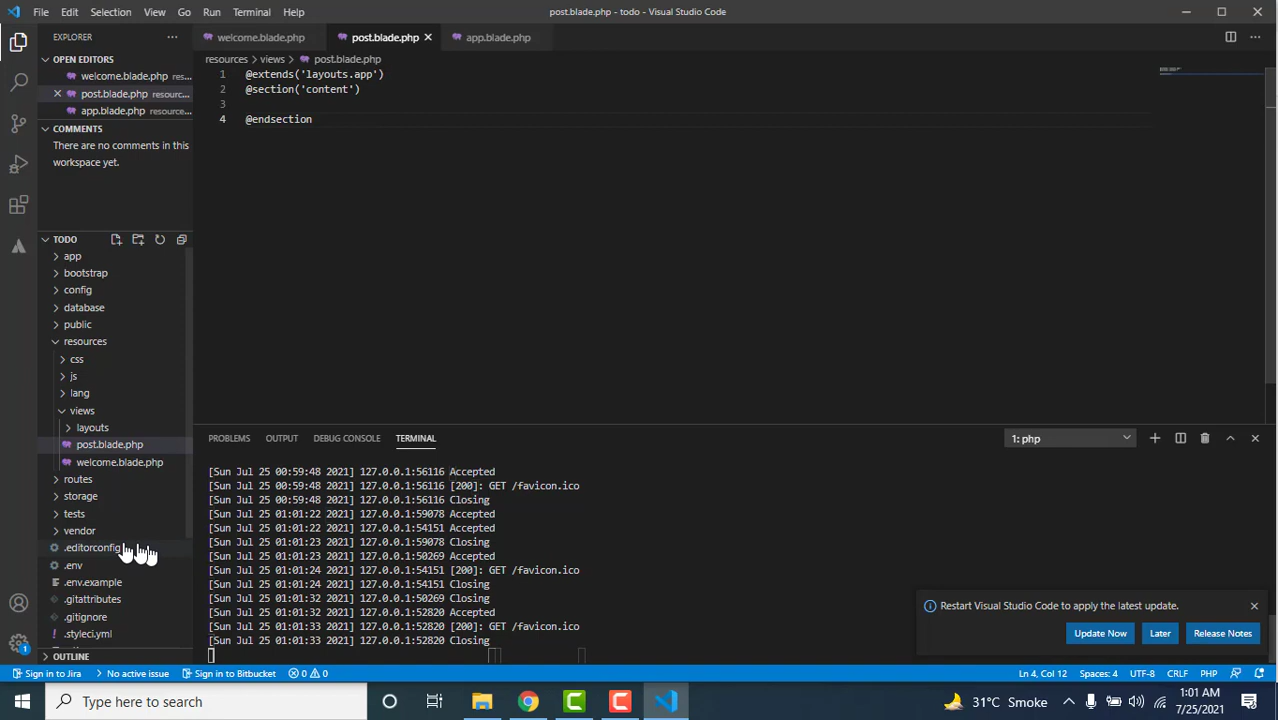 File Edit Selection View Go Run Terminal Help
post.blade.php - todo - Visual Studio Code
EXPLORER
OPEN EDITORS
welcome.blade.php res...
post.blade.php resourc...
app.blade.php resource...
COMMENTS
There are no comments in this
workspace yet.
TODO
app
bootstrap
config
database
public
resources
css
js
lang
views
layouts
post.blade.php
welcome.blade.php
routes
storage
tests
vendor
.editorconfig
.env
.env.example
.gitattributes
.gitignore
.styleci.yml
OUTLINE
welcome.blade.php post.blade.php app.blade.php
resources > views > post.blade.php
1 @extends('layouts.app')
2 @section('content')
3
4 @endsection
PROBLEMS OUTPUT DEBUG CONSOLE TERMINAL
1: php
[Sun Jul 25 00:59:48 2021] 127.0.0.1:56116 Accepted
[Sun Jul 25 00:59:48 2021] 127.0.0.1:56116 [200]: GET /favicon.ico
[Sun Jul 25 00:59:48 2021] 127.0.0.1:56116 Closing
[Sun Jul 25 01:01:22 2021] 127.0.0.1:59078 Accepted
[Sun Jul 25 01:01:22 2021] 127.0.0.1:54151 Accepted
[Sun Jul 25 01:01:23 2021] 127.0.0.1:59078 Closing
[Sun Jul 25 01:01:23 2021] 127.0.0.1:50269 Accepted
[Sun Jul 25 01:01:24 2021] 127.0.0.1:54151 [200]: GET /favicon.ico
[Sun Jul 25 01:01:24 2021] 127.0.0.1:54151 Closing
[Sun Jul 25 01:01:32 2021] 127.0.0.1:50269 Closing
[Sun Jul 25 01:01:32 2021] 127.0.0.1:52820 Accepted
[Sun Jul 25 01:01:33 2021] 127.0.0.1:52820 [200]: GET /favicon.ico
[Sun Jul 25 01:01:33 2021] 127.0.0.1:52820 Closing
Restart Visual Studio Code to apply the latest update.
Update Now Later Release Notes
Sign in to Jira No active issue Sign in to Bitbucket 0 0
Ln 4, Col 12 Spaces: 4 UTF-8 CRLF PHP
Type here to search
31°C Smoke
1:01 AM
7/25/2021
1